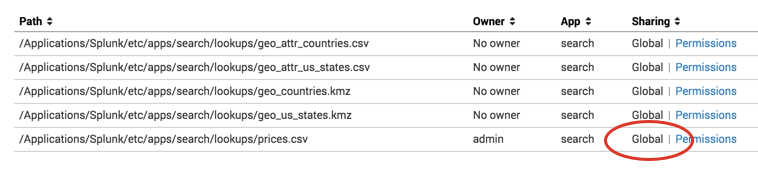 Path Owner App Sharing
/Applications/Splunk/etc/apps/search/lookups/geo_attr_countries.csv No owner search Global | Permissions
/Applications/Splunk/etc/apps/search/lookups/geo_attr_us_states.csv No owner search Global | Permissions
/Applications/Splunk/etc/apps/search/lookups/geo_countries.kmz No owner search Global | Permissions
/Applications/Splunk/etc/apps/search/lookups/geo_us_states.kmz No owner search Global | Permissions
/Applications/Splunk/etc/apps/search/lookups/prices.csv admin search Global | Permissions